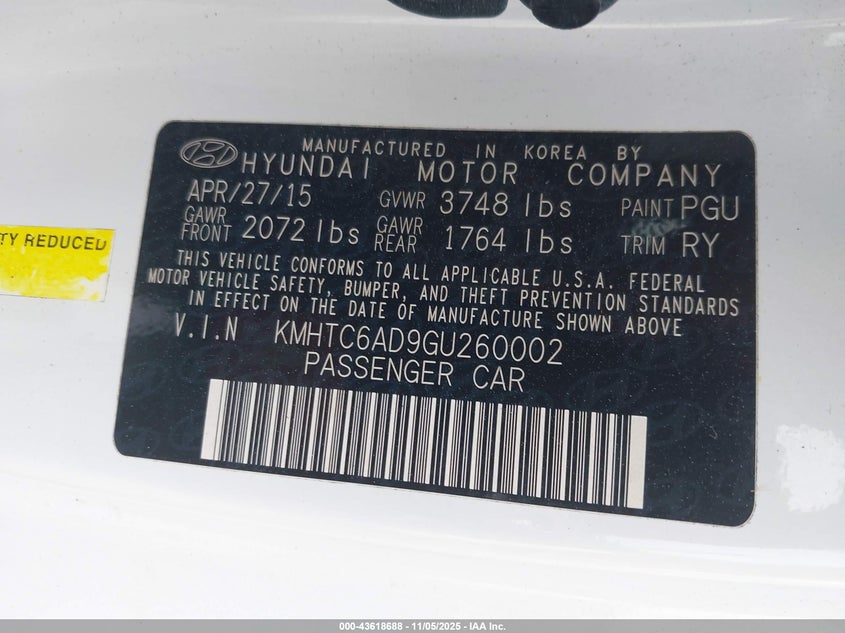 MANUFACTURED IN KOREA BY
HYUNDAI MOTOR COMPANY
APR/27/15 GVWR 3748 lbs PAINT PGU
GAWR FRONT 2072 lbs GAWR REAR 1764 lbs TRIM RY
THIS VEHICLE CONFORMS TO ALL APPLICABLE U.S.A. FEDERAL
MOTOR VEHICLE SAFETY, BUMPER, AND THEFT PREVENTION STANDARDS
IN EFFECT ON THE DATE OF MANUFACTURE SHOWN ABOVE
V.I.N KMHTC6AD9GU260002
PASSENGER CAR
TY REDUCED
000-43618688 - 11/05/2025 - IAA Inc.